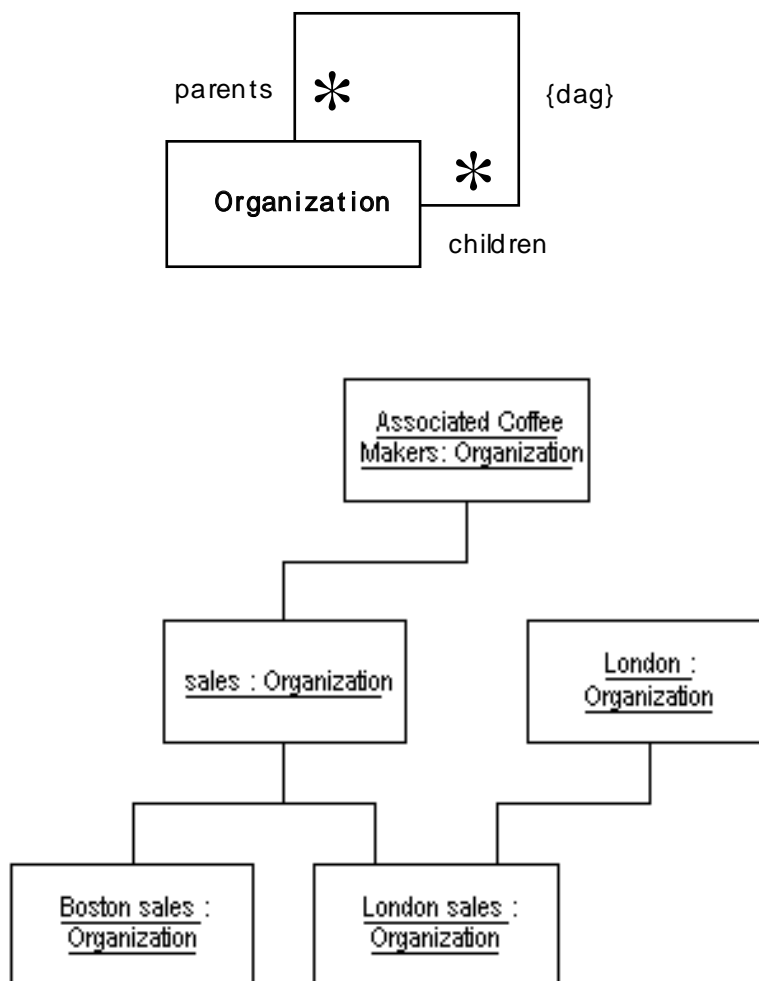 parents * {dag}
*
Organization
children
Associated Coffee
Makers: Organization
sales : Organization
London :
Organization
Boston sales :
Organization
London sales :
Organization